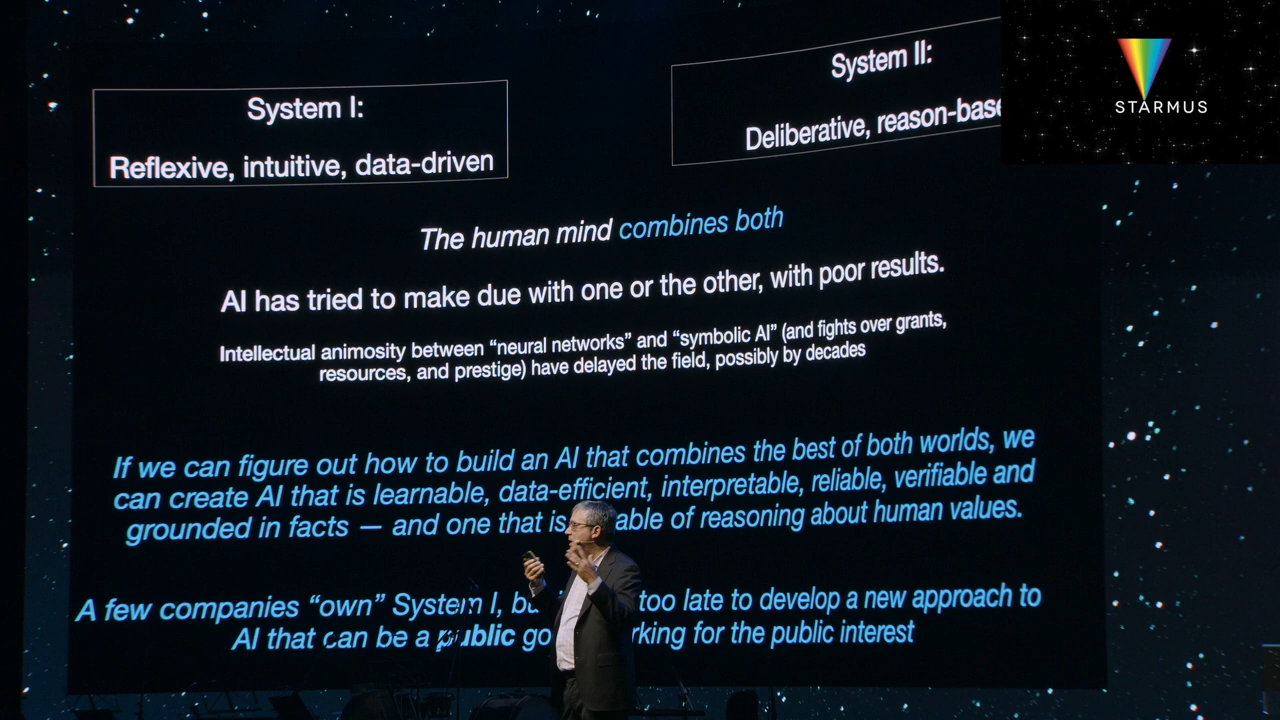 System I:
Reflexive, intuitive, data-driven
System II:
Deliberative, reason-base
STARMUS
The human mind combines both
AI has tried to make due with one or the other, with poor results.
Intellectual animosity between “neural networks” and “symbolic AI” (and fights over grants,
resources, and prestige) have delayed the field, possibly by decades
If we can figure out how to build an AI that combines the best of both worlds, we
can create AI that is learnable, data-efficient, interpretable, reliable, verifiable and
grounded in facts — and one that is able of reasoning about human values.
A few companies “own” System I, bu too late to develop a new approach to
AI that can be a public go rking for the public interest